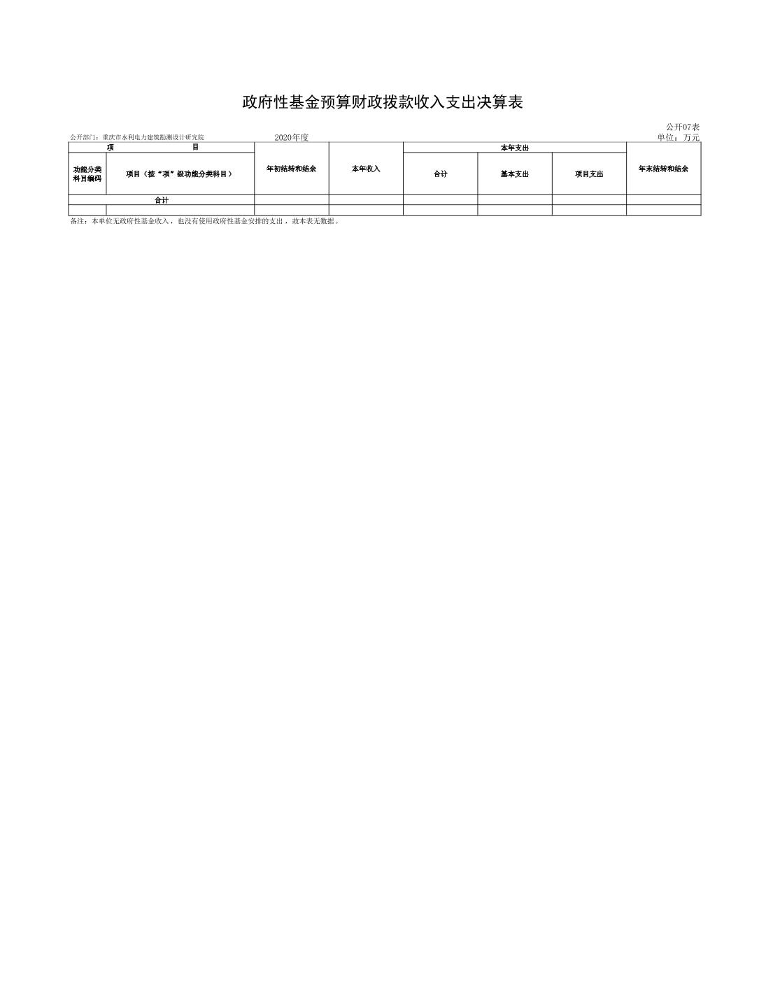 政府性基金预算财政拨款收入支出决算表
公开07表
公开部门：重庆市水利电力建筑勘测设计研究院 2020年度 单位：万元
项 目 年初结转和结余 本年收入 本年支出 年末结转和结余
功能分类科目编码 项目（按“项”级功能分类科目） 合计 基本支出 项目支出
合计
备注：本单位无政府性基金收入，也没有使用政府性基金安排的支出，故本表无数据。